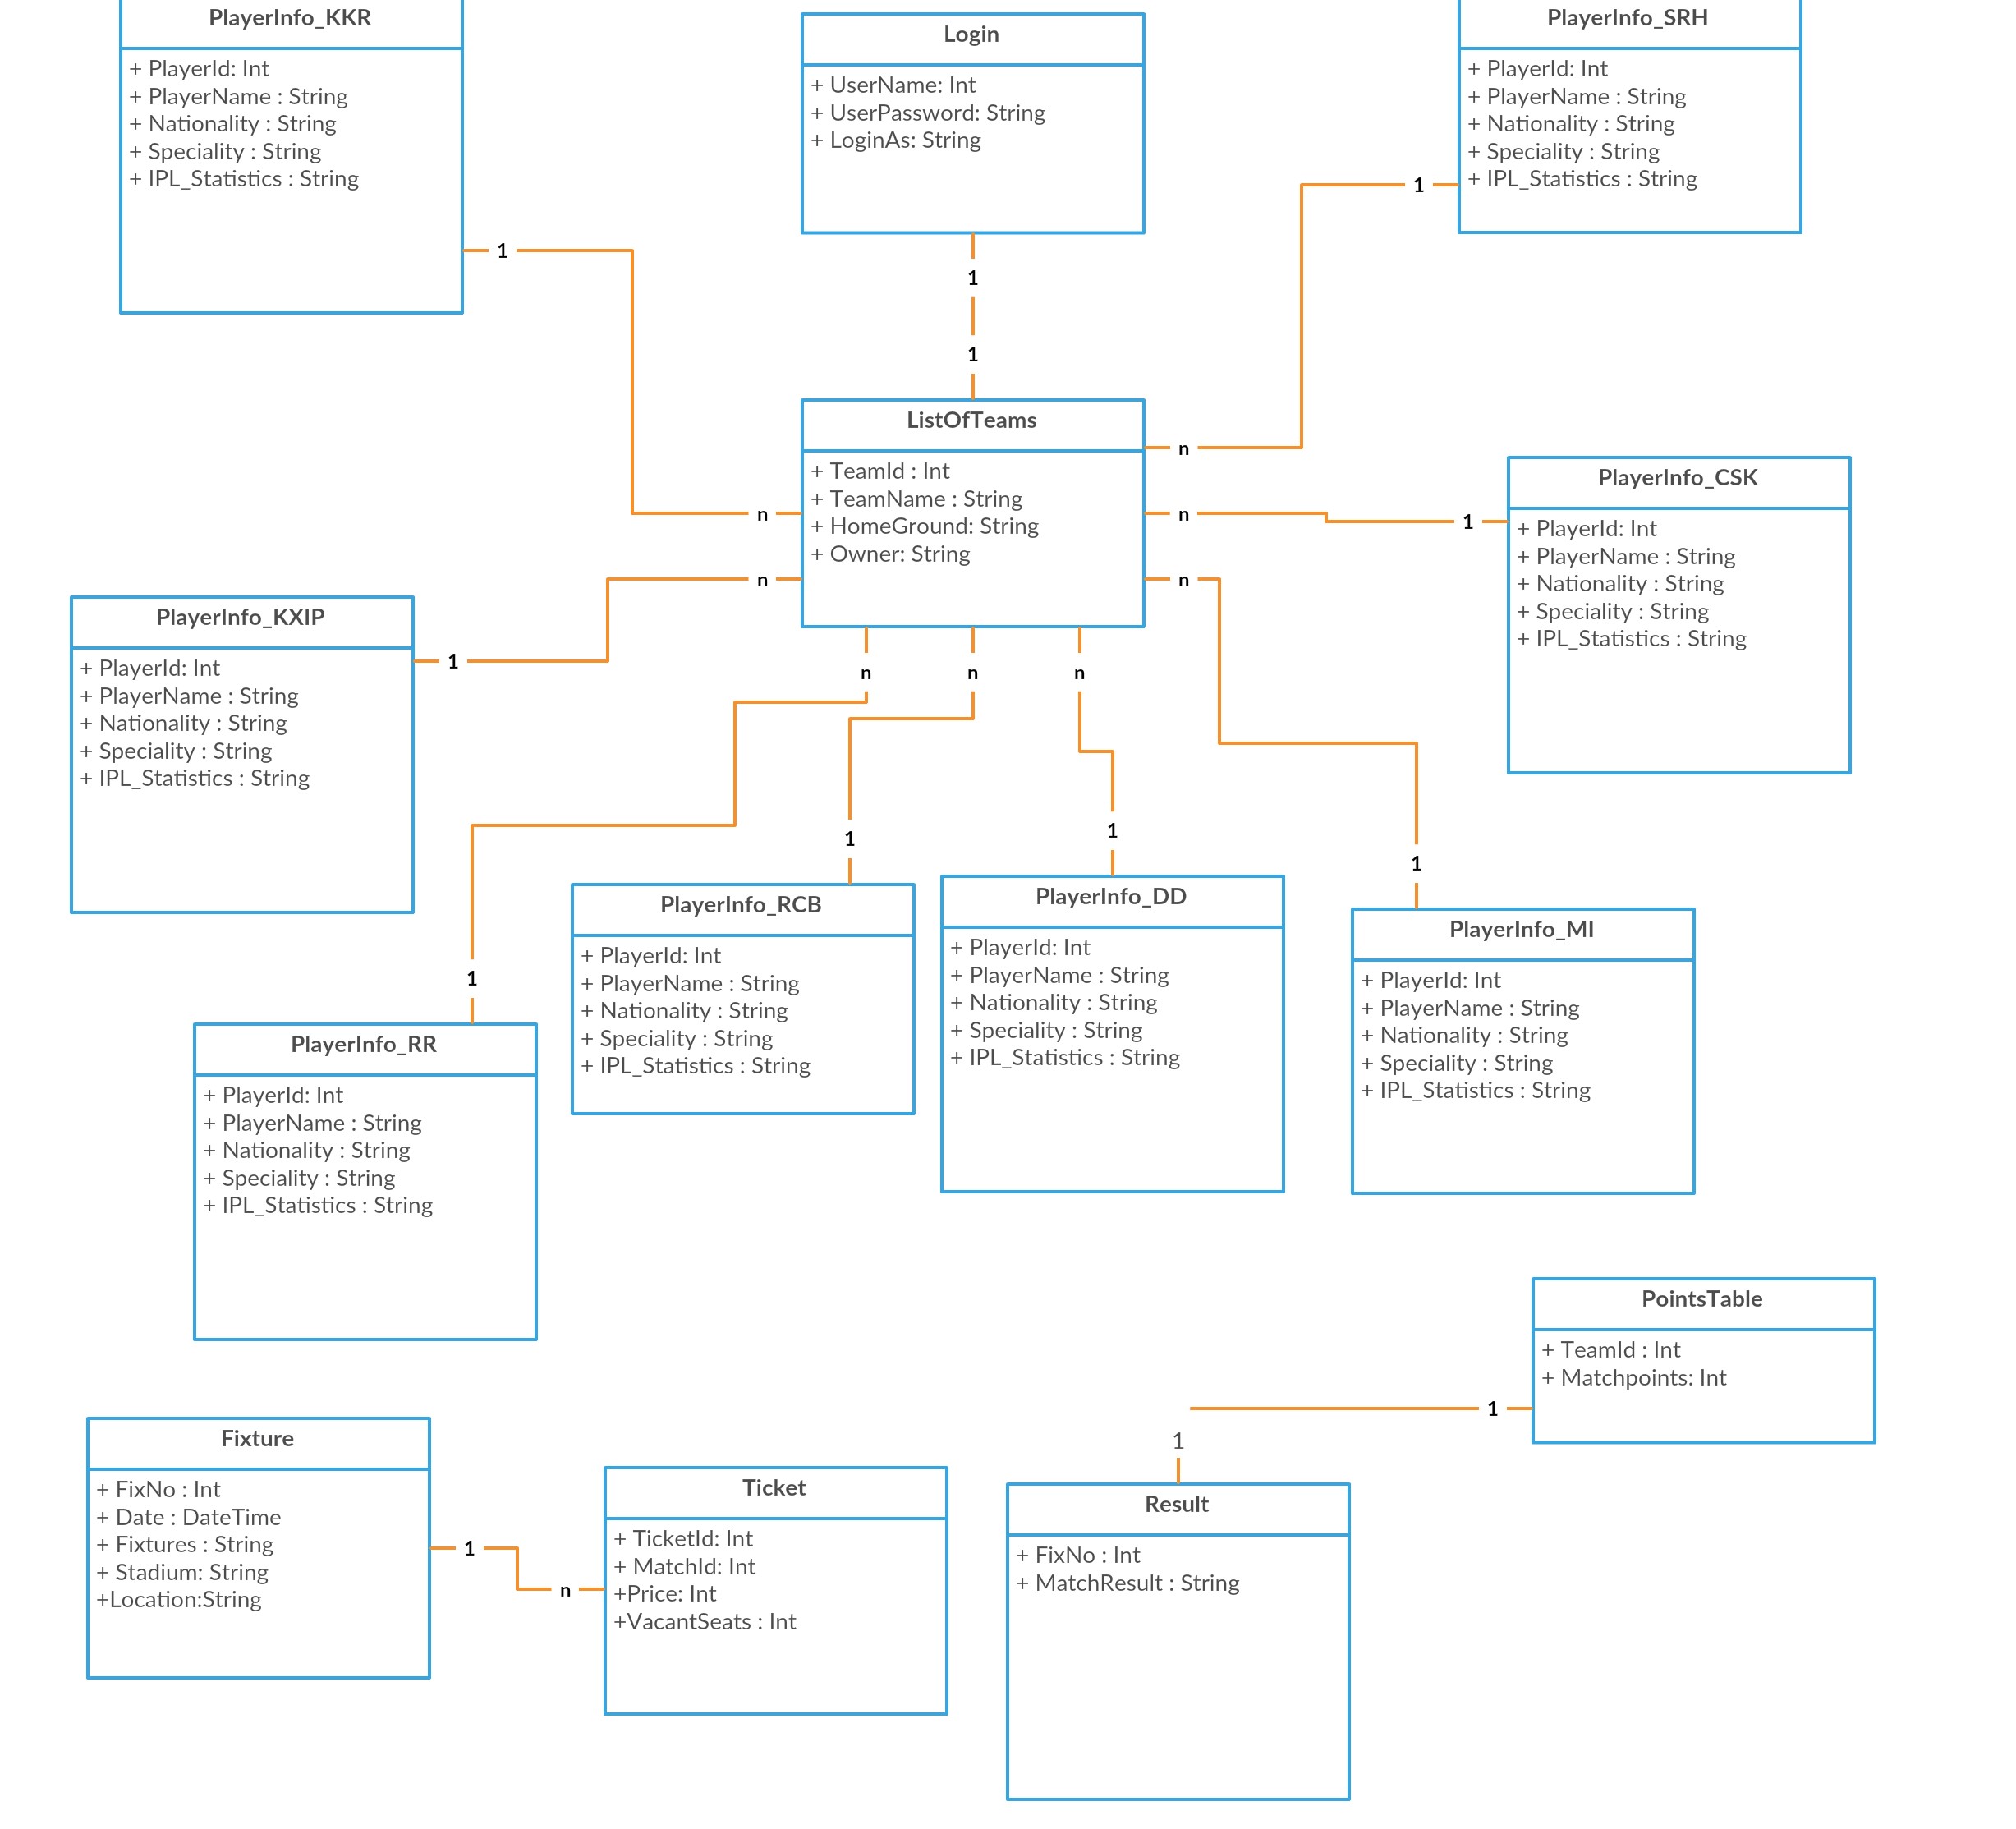 PlayerInfo_KKR
+ PlayerId: Int
+ PlayerName : String
+ Nationality : String
+ Speciality : String
+ IPL_Statistics : String
Login
+ UserName: Int
+ UserPassword: String
+ LoginAs: String
PlayerInfo_SRH
+ PlayerId: Int
+ PlayerName : String
+ Nationality : String
+ Speciality : String
+ IPL_Statistics : String
1
1
1
1
ListOfTeams
+ TeamId : Int
+ TeamName : String
+ HomeGround: String
+ Owner: String
n
n
n
1
n
n
PlayerInfo_CSK
+ PlayerId: Int
+ PlayerName : String
+ Nationality : String
+ Speciality : String
+ IPL_Statistics : String
PlayerInfo_KXIP
+ PlayerId: Int
+ PlayerName : String
+ Nationality : String
+ Speciality : String
+ IPL_Statistics : String
1
n
n
n
1
1
1
1
PlayerInfo_RCB
+ PlayerId: Int
+ PlayerName : String
+ Nationality : String
+ Speciality : String
+ IPL_Statistics : String
PlayerInfo_DD
+ PlayerId: Int
+ PlayerName : String
+ Nationality : String
+ Speciality : String
+ IPL_Statistics : String
PlayerInfo_MI
+ PlayerId: Int
+ PlayerName : String
+ Nationality : String
+ Speciality : String
+ IPL_Statistics : String
PlayerInfo_RR
+ PlayerId: Int
+ PlayerName : String
+ Nationality : String
+ Speciality : String
+ IPL_Statistics : String
PointsTable
+ TeamId : Int
+ Matchpoints: Int
1
1
Fixture
+ FixNo : Int
+ Date : DateTime
+ Fixtures : String
+ Stadium: String
+Location:String
1
n
Ticket
+ TicketId: Int
+ MatchId: Int
+Price: Int
+VacantSeats : Int
Result
+ FixNo : Int
+ MatchResult : String